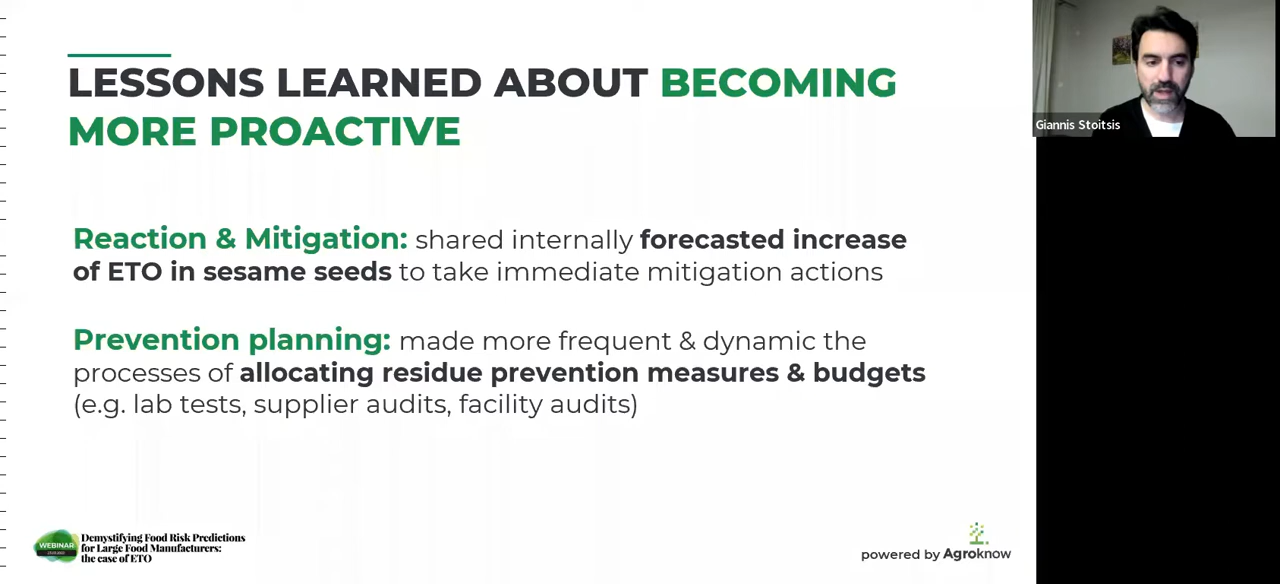 LESSONS LEARNED ABOUT BECOMING
MORE PROACTIVE
Giannis Stoitsis
Reaction & Mitigation: shared internally forecasted increase
of ETO in sesame seeds to take immediate mitigation actions
Prevention planning: made more frequent & dynamic the
processes of allocating residue prevention measures & budgets
(e.g. lab tests, supplier audits, facility audits)
WEBINAR
Demystifying Food Risk Predictions
for Large Food Manufacturers:
the case of ETO
powered by Agroknow